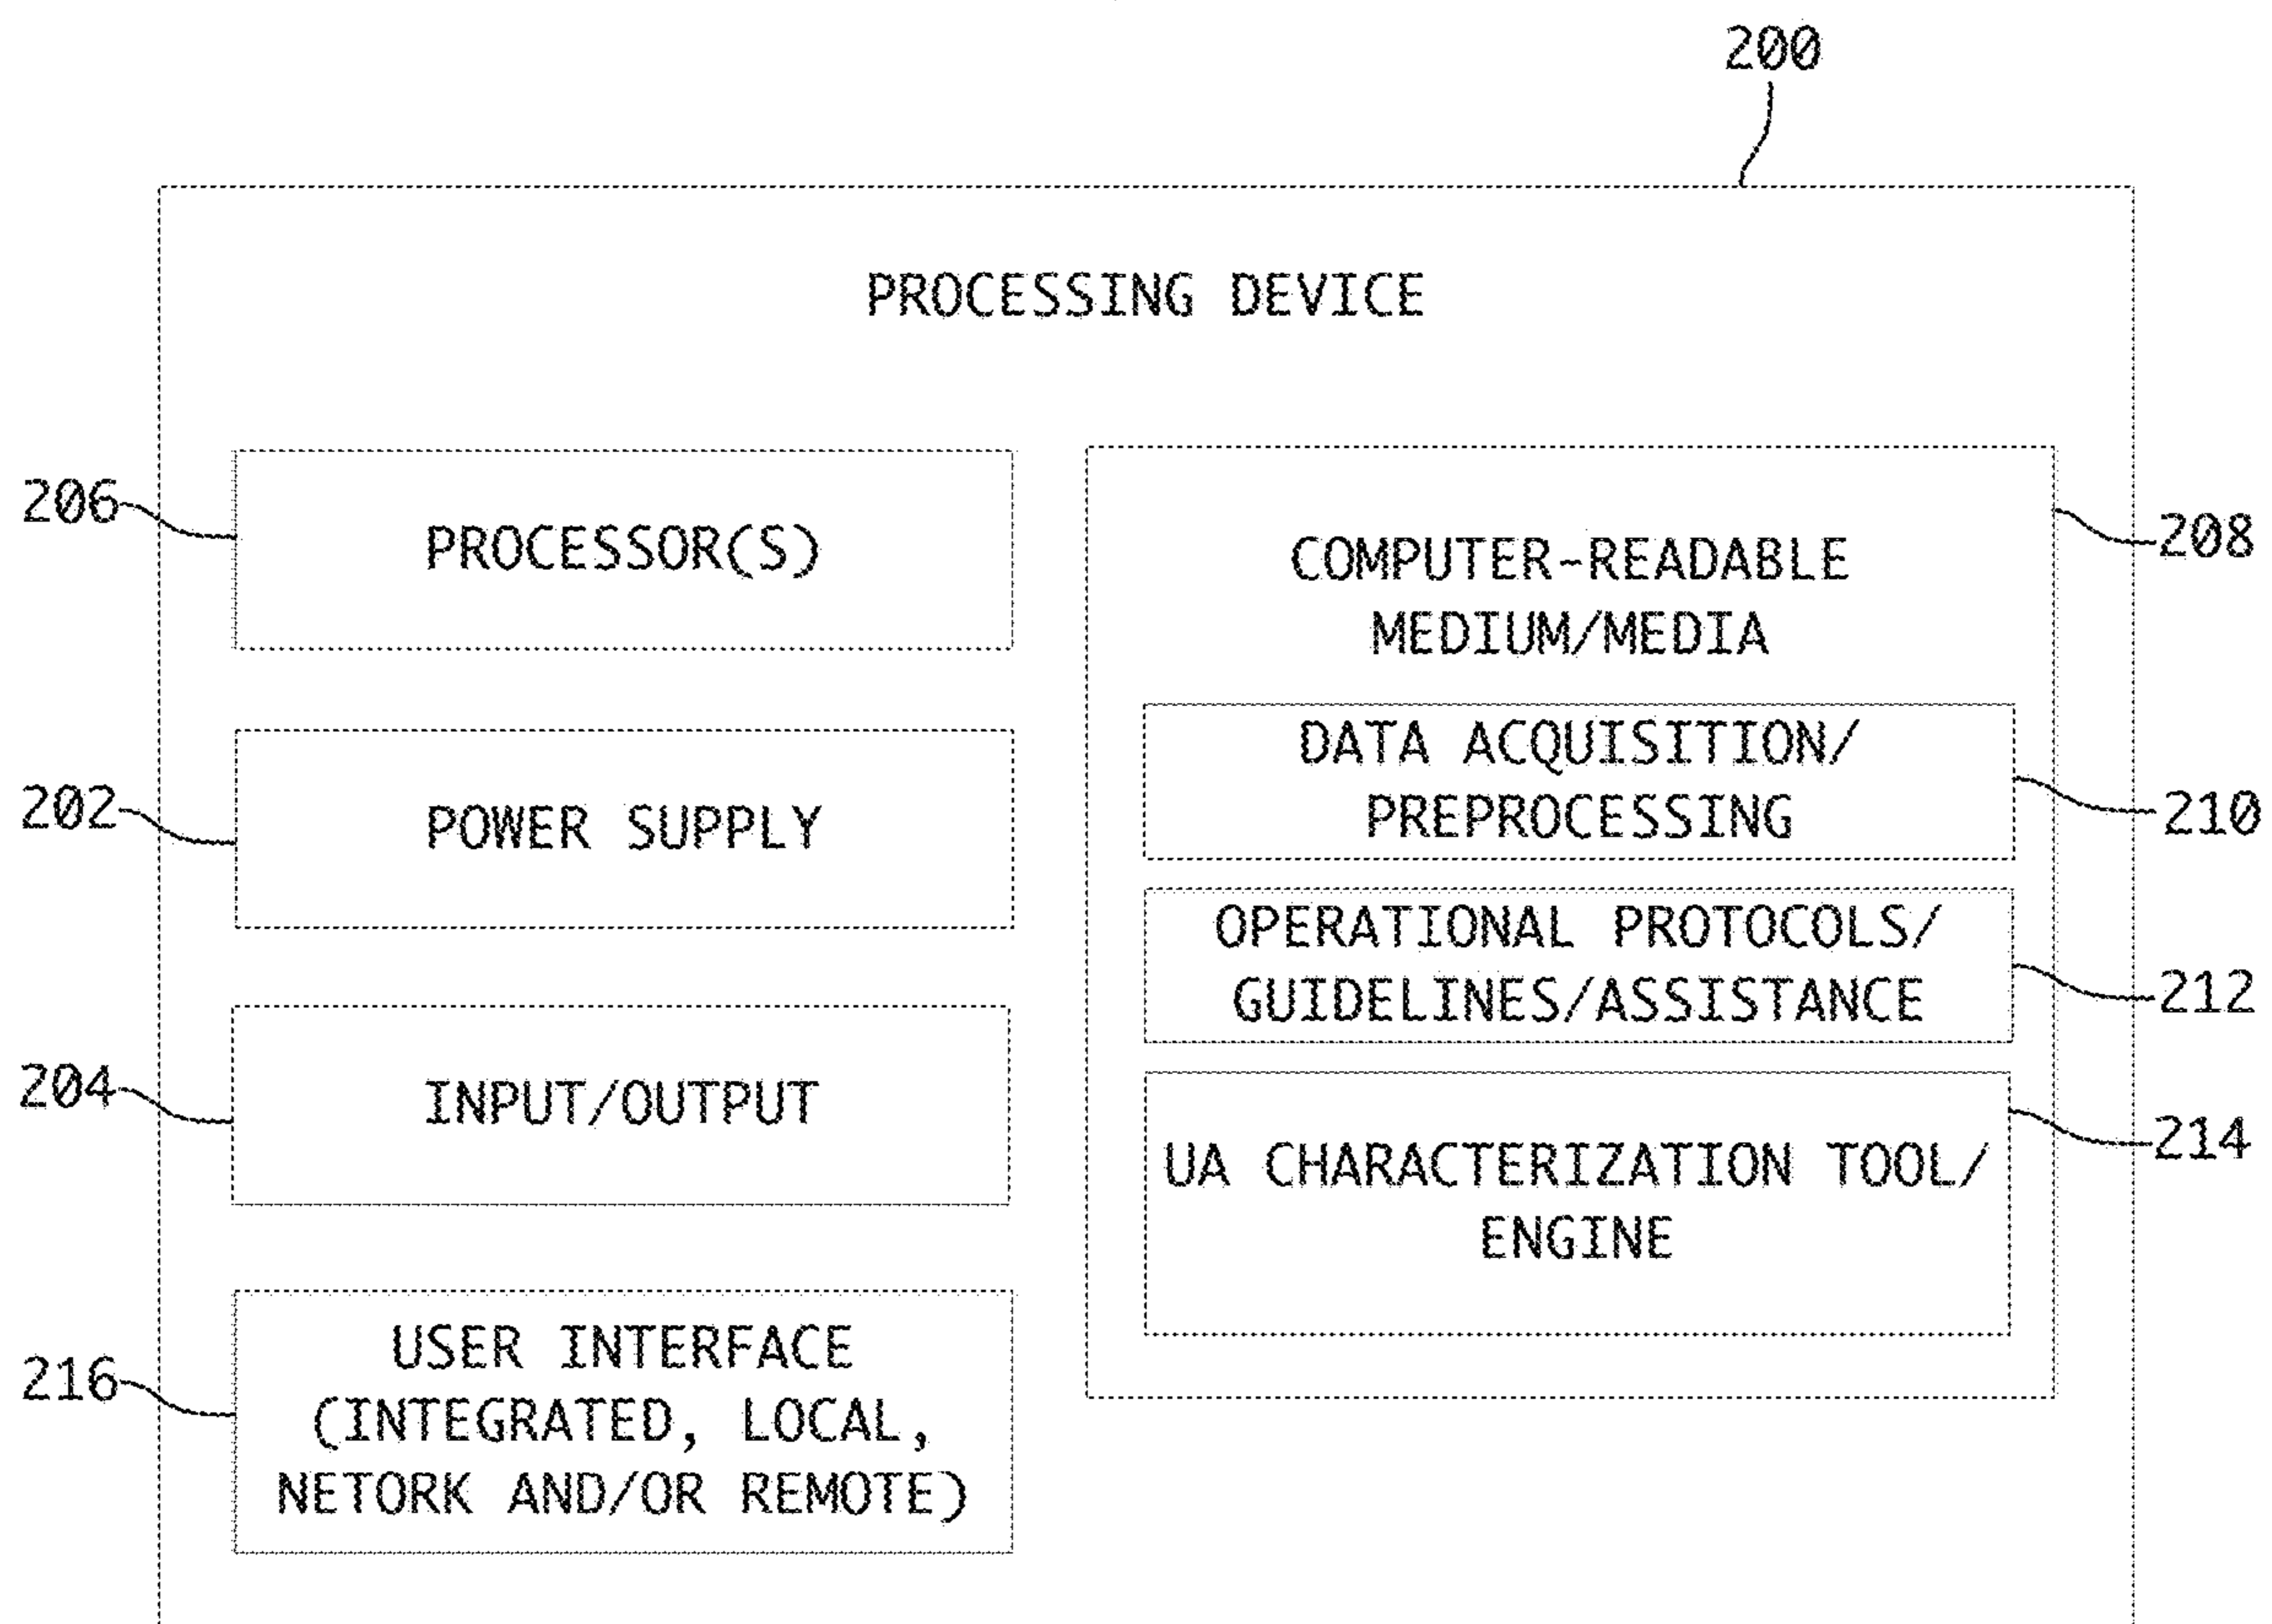 200
PROCESSING DEVICE
206
PROCESSOR(S)
202
POWER SUPPLY
204
INPUT/OUTPUT
216
USER INTERFACE
(INTEGRATED, LOCAL,
NETORK AND/OR REMOTE)
COMPUTER-READABLE
MEDIUM/MEDIA
208
DATA ACQUISITION/
PREPROCESSING
210
OPERATIONAL PROTOCOLS/
GUIDELINES/ASSISTANCE
212
UA CHARACTERIZATION TOOL/
ENGINE
214